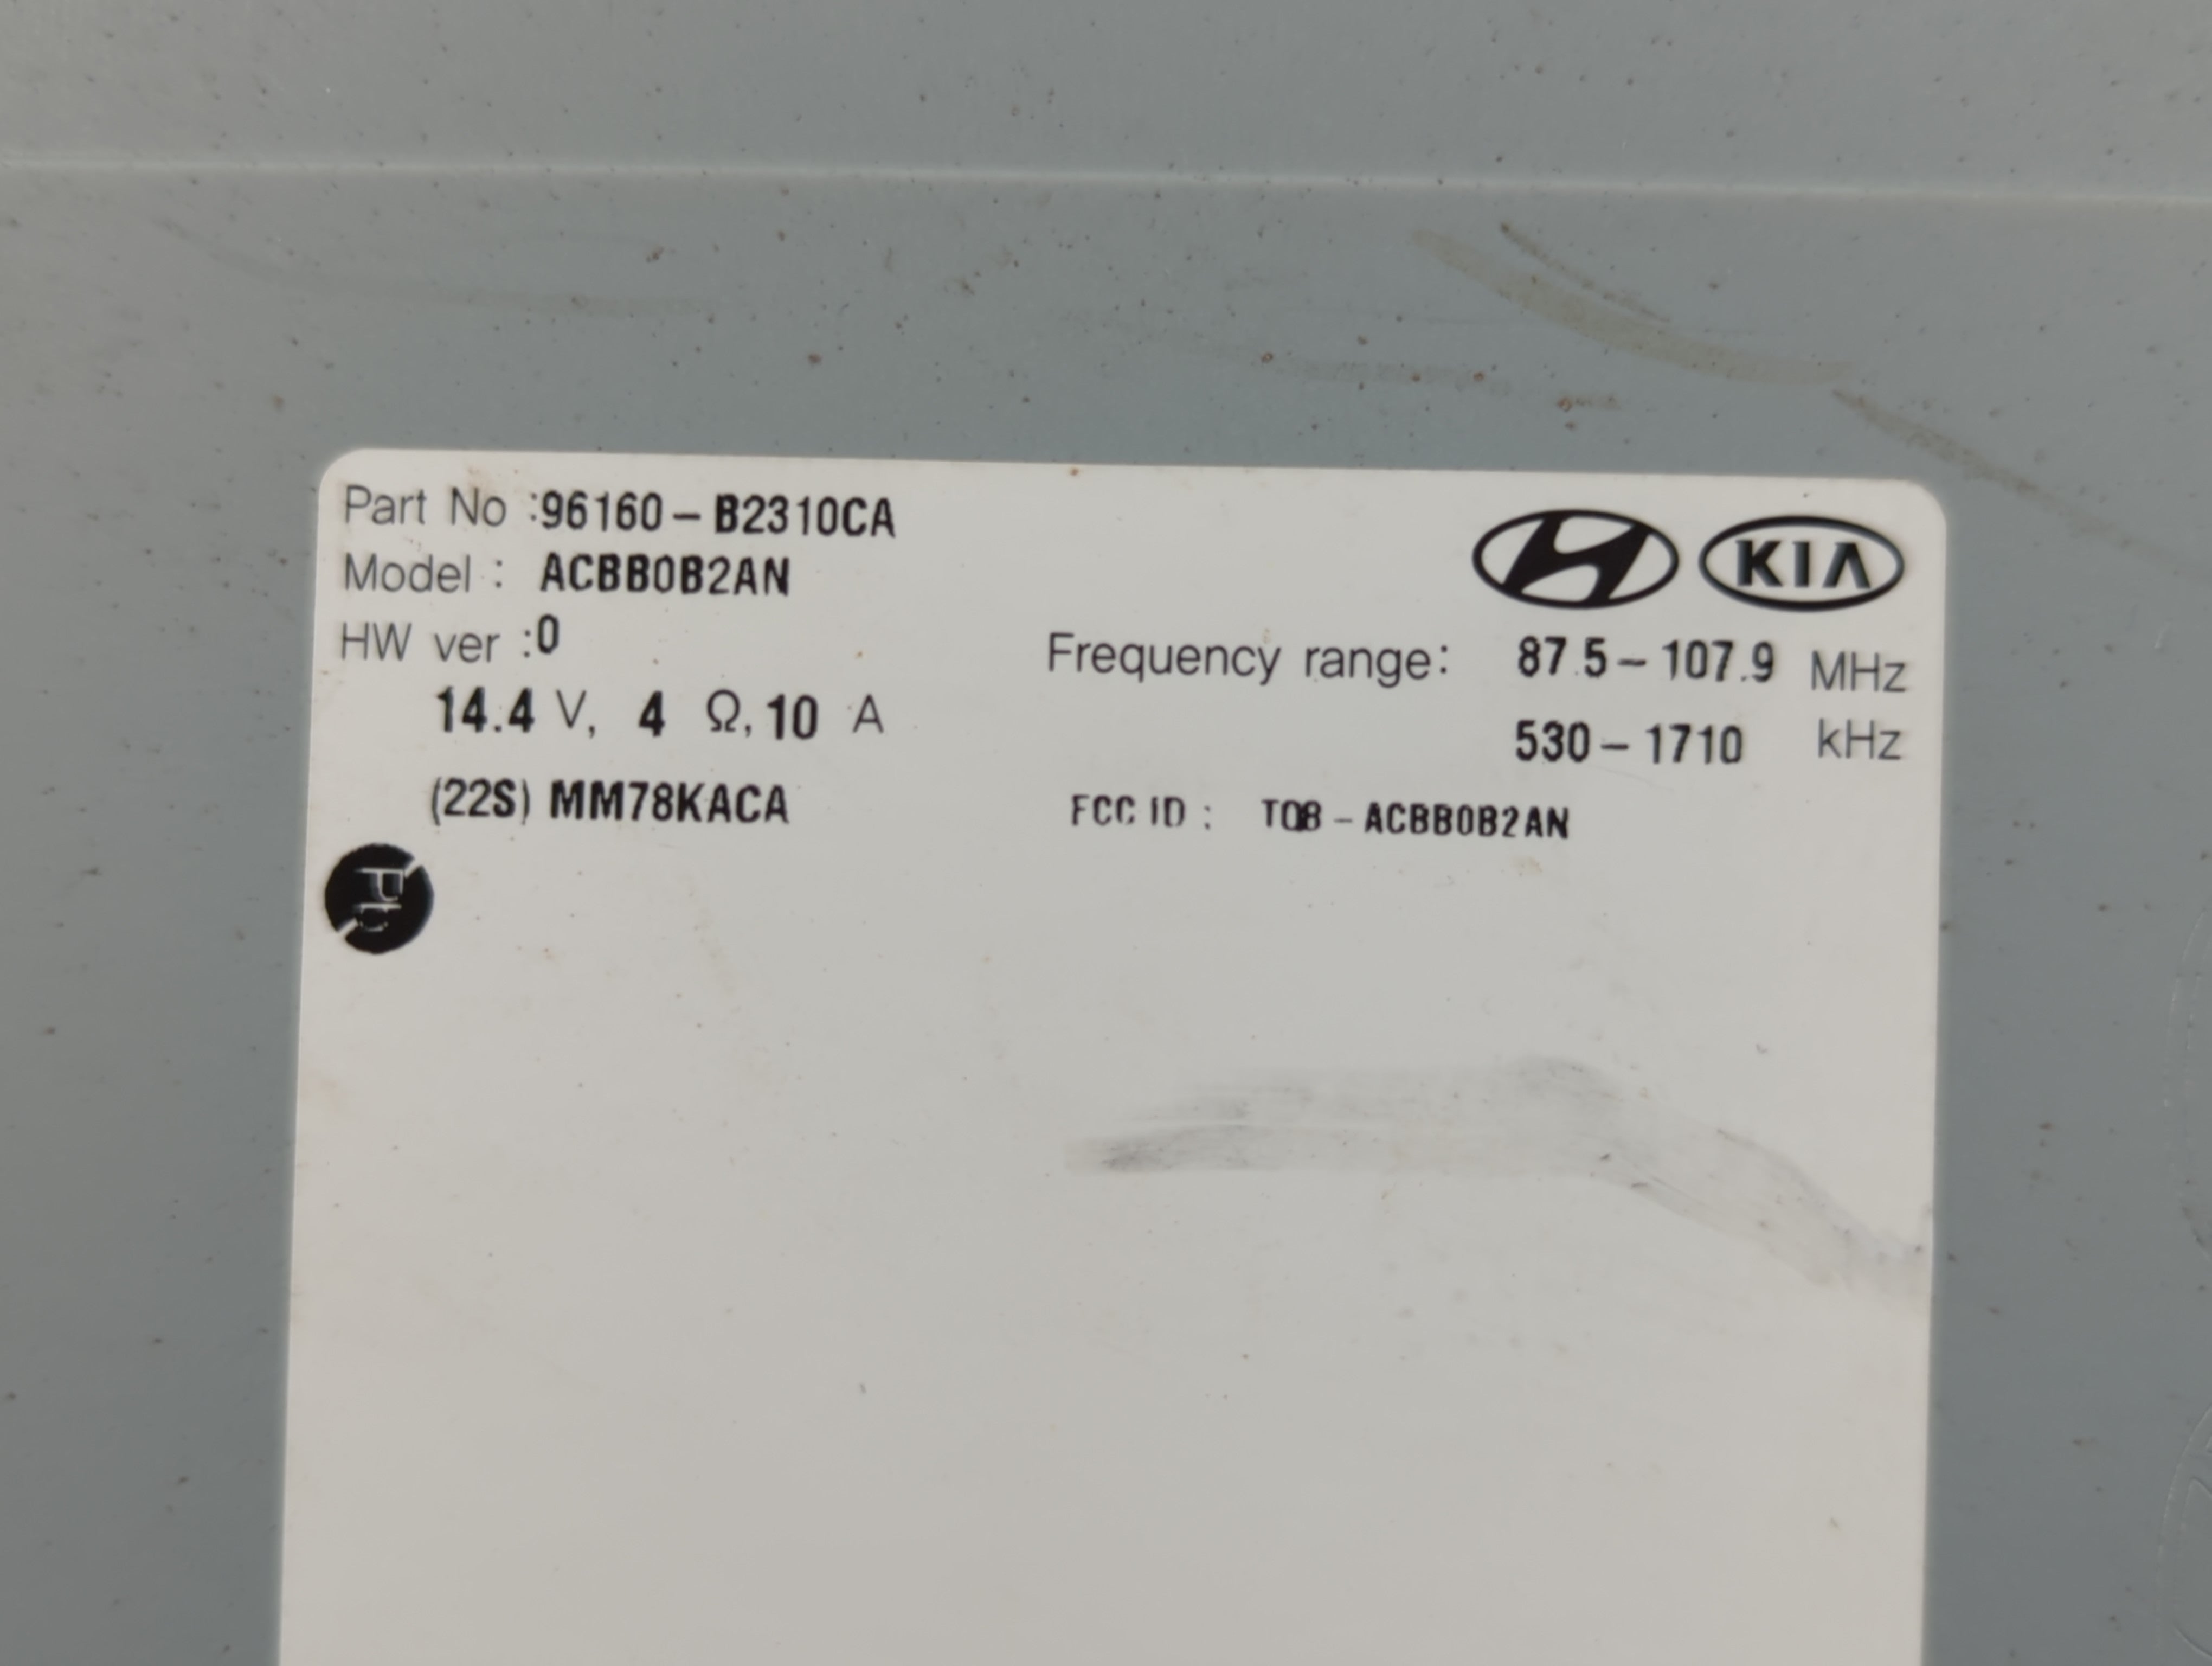 Part No :96160-B2310CA
KIA
Model : ACBB0B2AN
HW ver :0
Frequency range: 87.5-107.9 MHz
14.4 V, 4 Ω, 10 A
530-1710 kHz
(22S) MM78KACA
FCC ID : TQ8-ACBB0B2AN
Pb